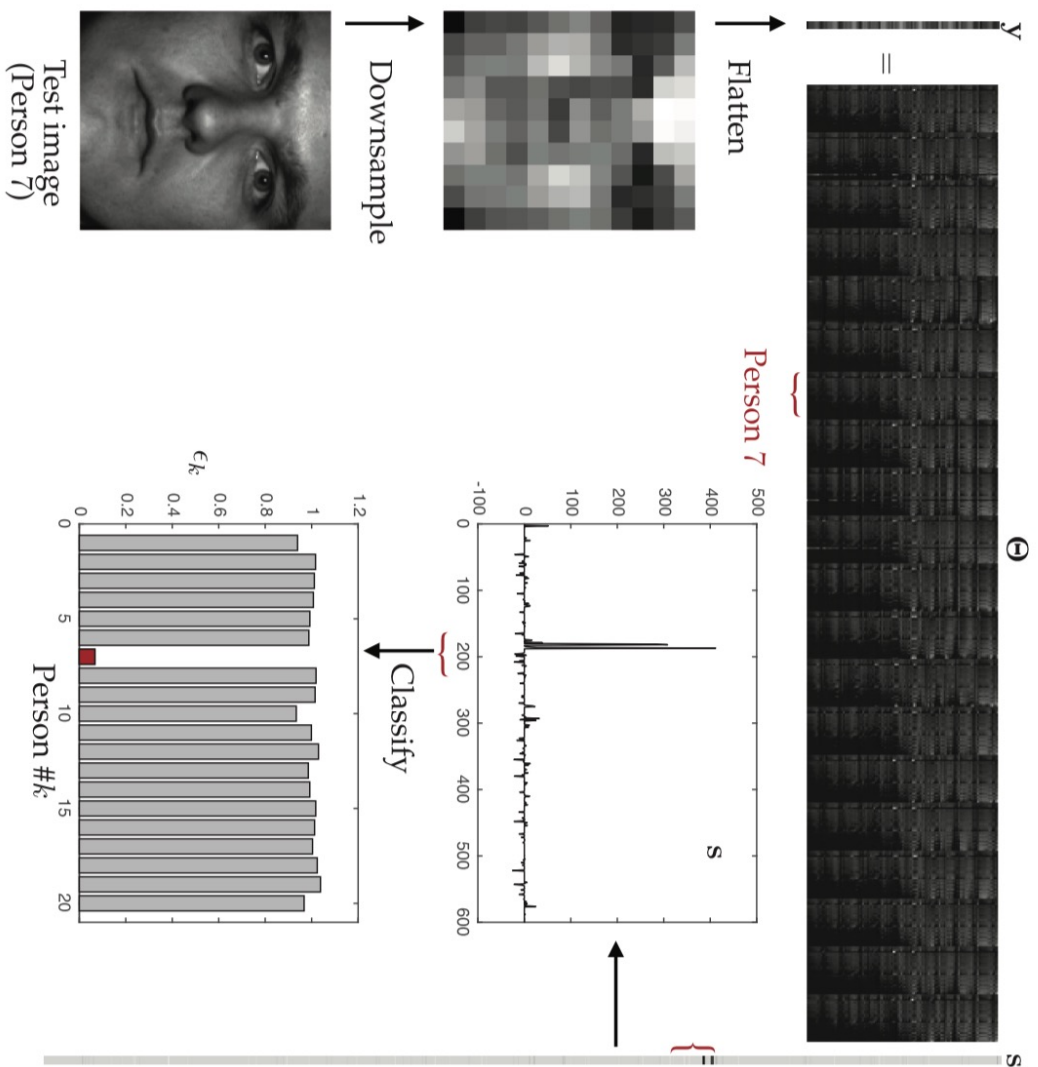 y
Θ
s
=
Flatten
Person 7
500
400
300
200
100
0
-100
s
0 100 200 300 400 500 600
Downsample
Classify
1.2
1
0.8
0.6
0.4
0.2
0
ϵk
0 5 10 15 20
Person #k
Test image
(Person 7)